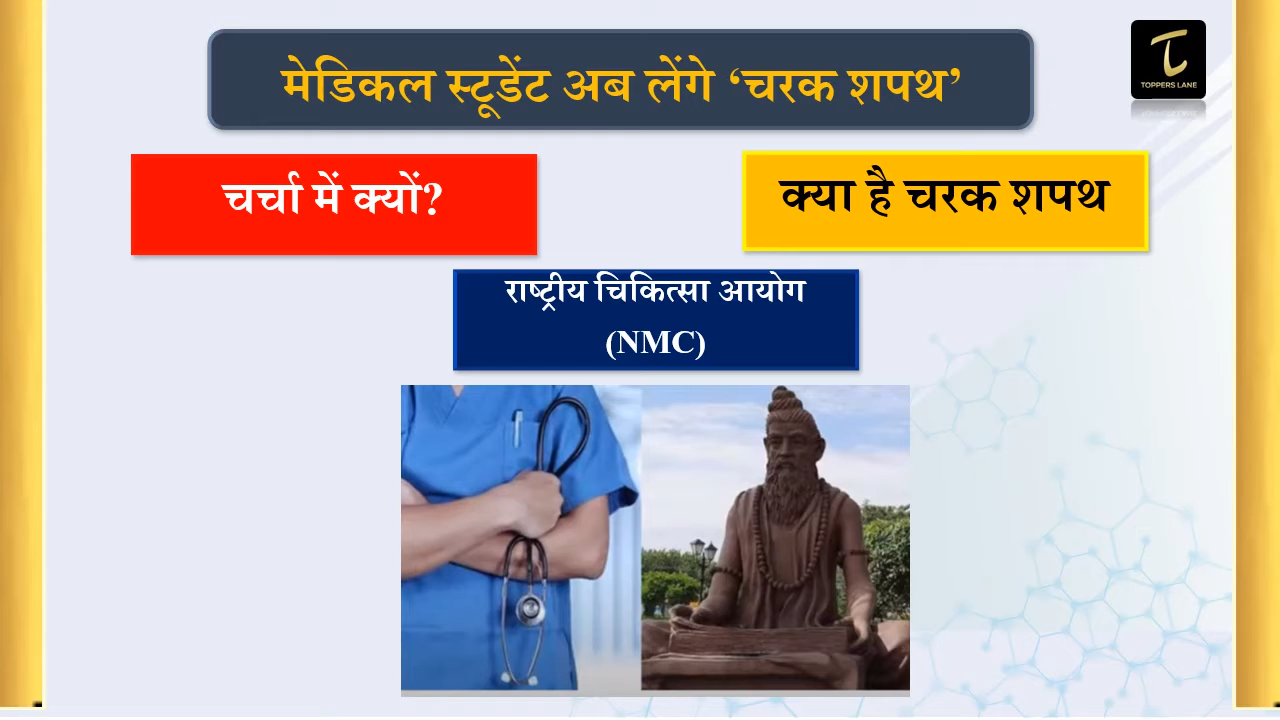 मेडिकल स्टूडेंट अब लेंगे ‘चरक शपथ’
TOPPERS LANE
चर्चा में क्यों?
क्या है चरक शपथ
राष्ट्रीय चिकित्सा आयोग
(NMC)